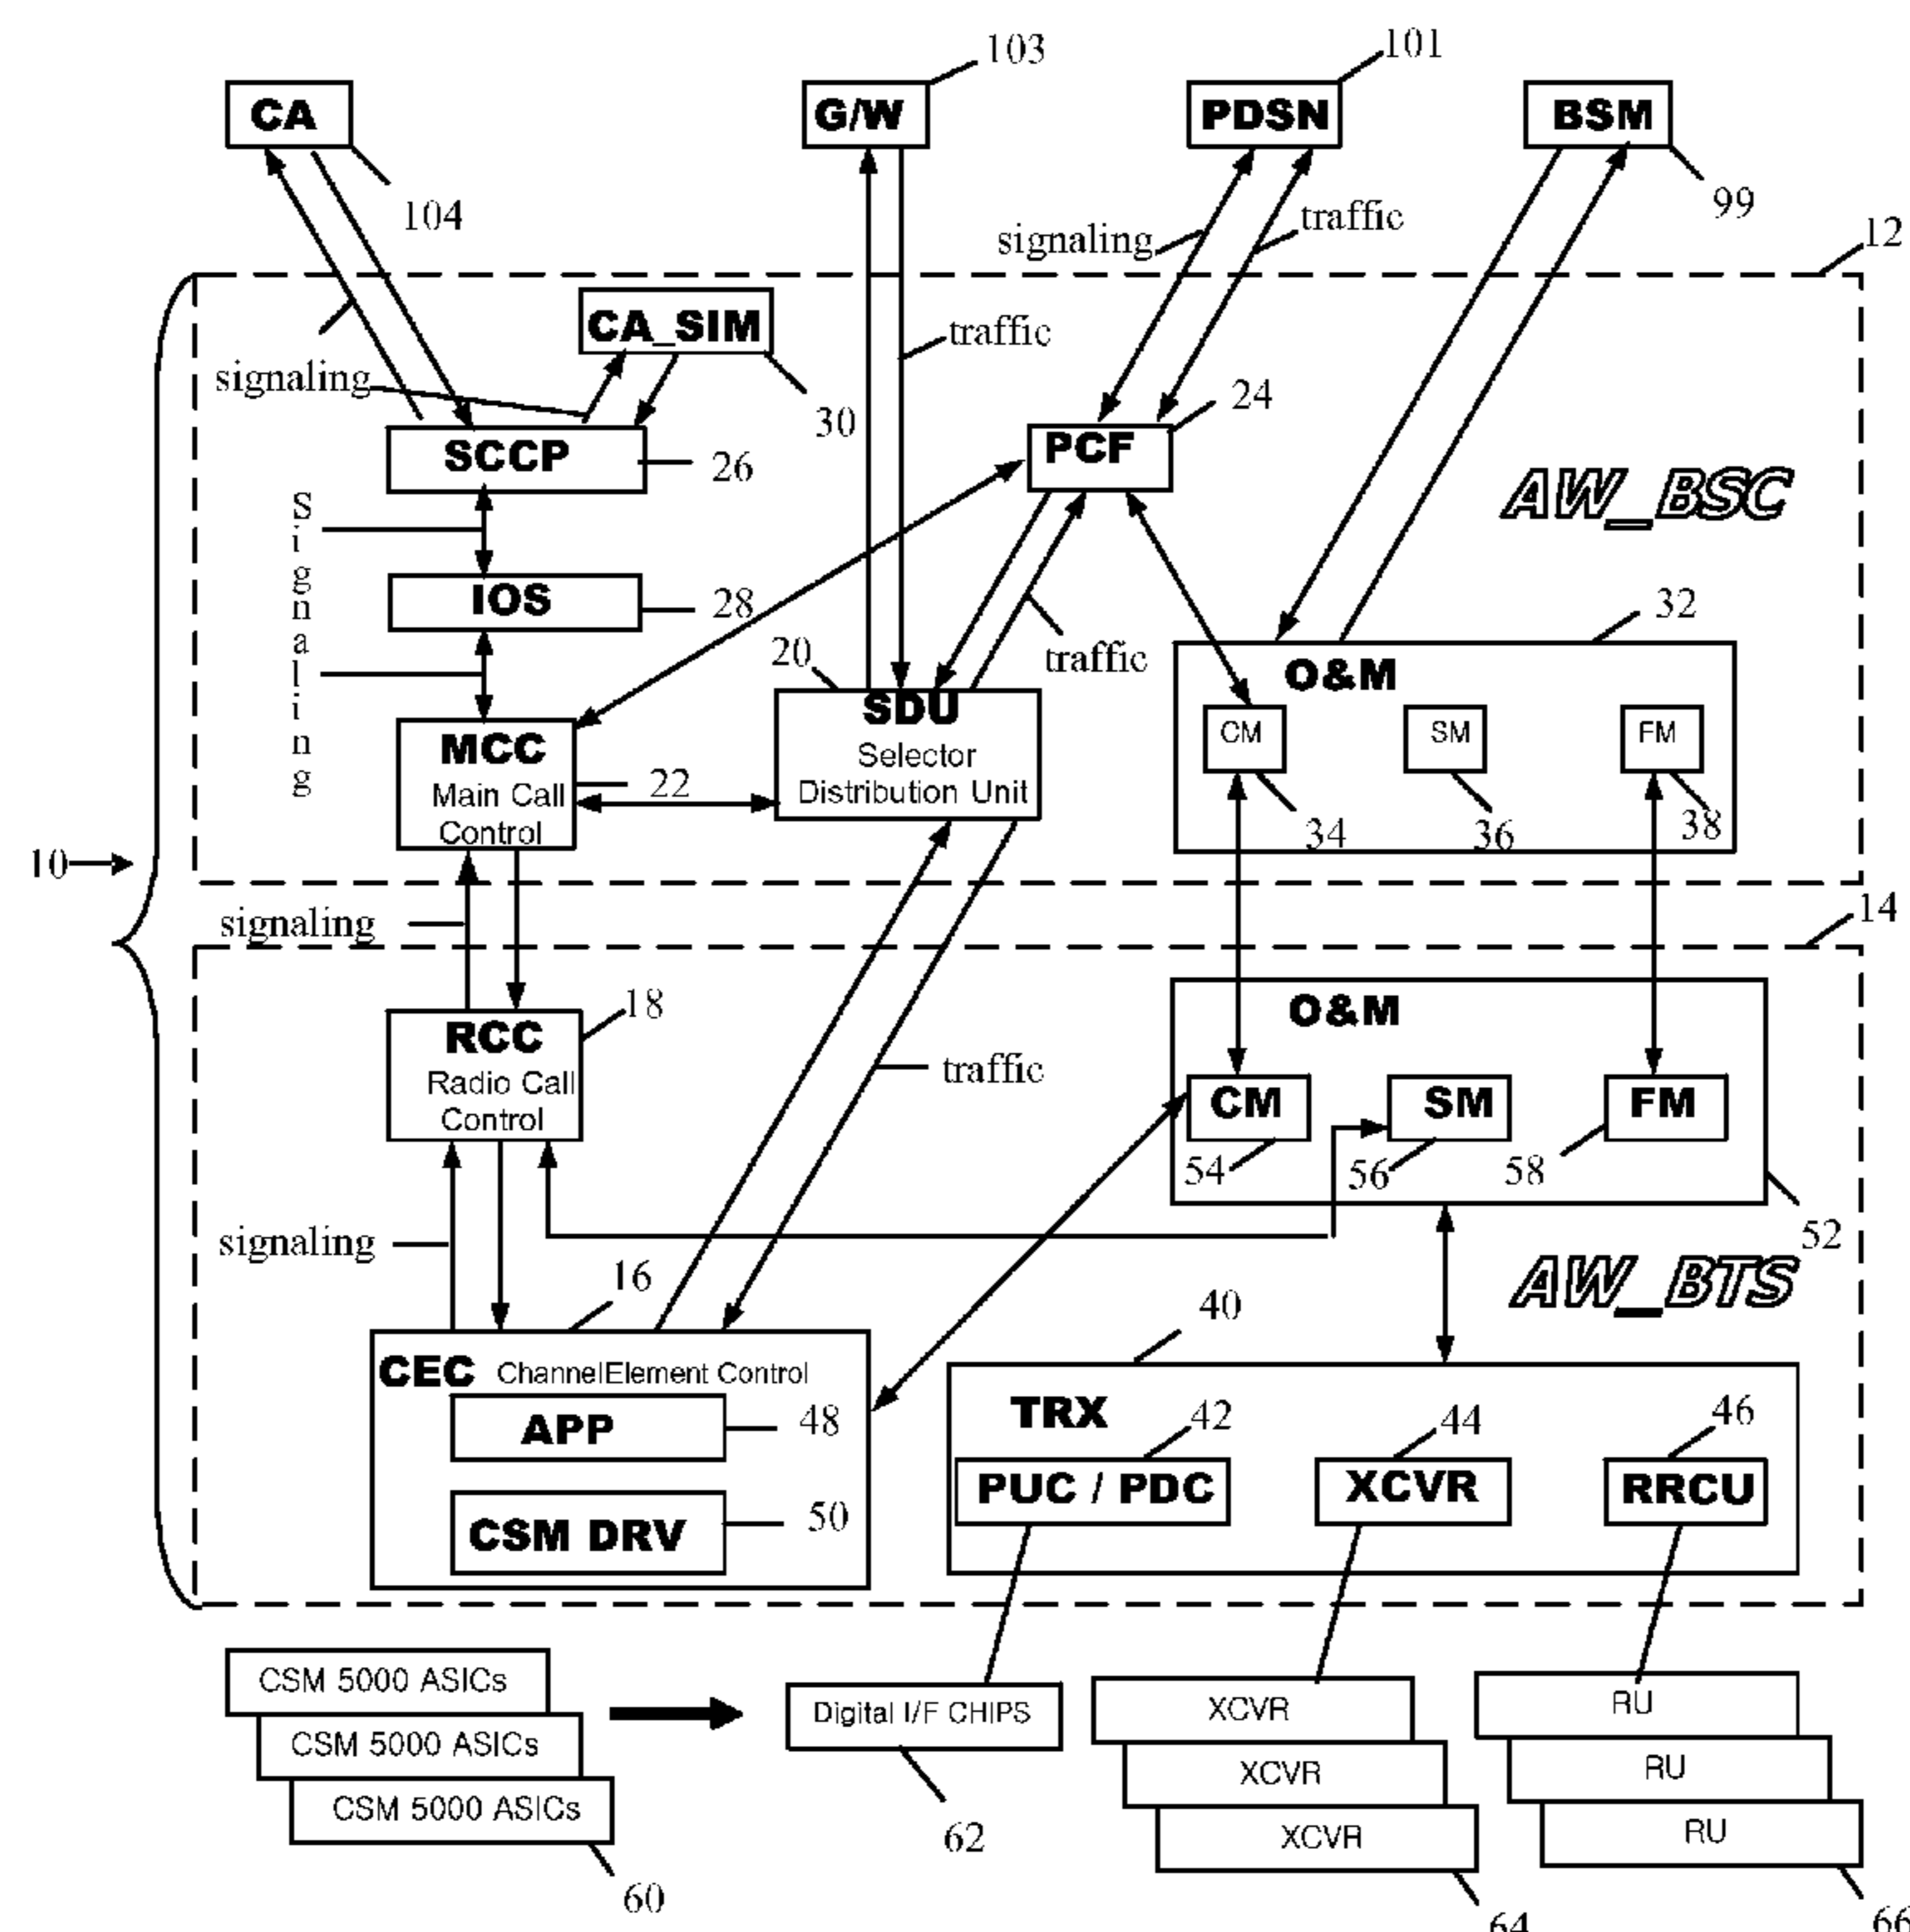 103
101
CA
G/W
PDSN
BSM
104
99
signaling
traffic
12
CA_SIM
traffic
signaling
30
24
SCCP
26
PCF
AW_BSC
Signaling
IOS
28
32
20
traffic
O&M
SDU
Selector
Distribution Unit
MCC
Main Call
Control
22
CM
SM
FM
34
36
38
10
signaling
14
18
RCC
Radio Call
Control
O&M
traffic
CM
SM
FM
54
56
58
signaling
52
16
40
AW_BTS
CEC ChannelElement Control
APP
48
CSM DRV
50
TRX
42
44
46
PUC / PDC
XCVR
RRCU
CSM 5000 ASICs
CSM 5000 ASICs
CSM 5000 ASICs
60
Digital I/F CHIPS
62
XCVR
XCVR
XCVR
64
RU
RU
RU
66